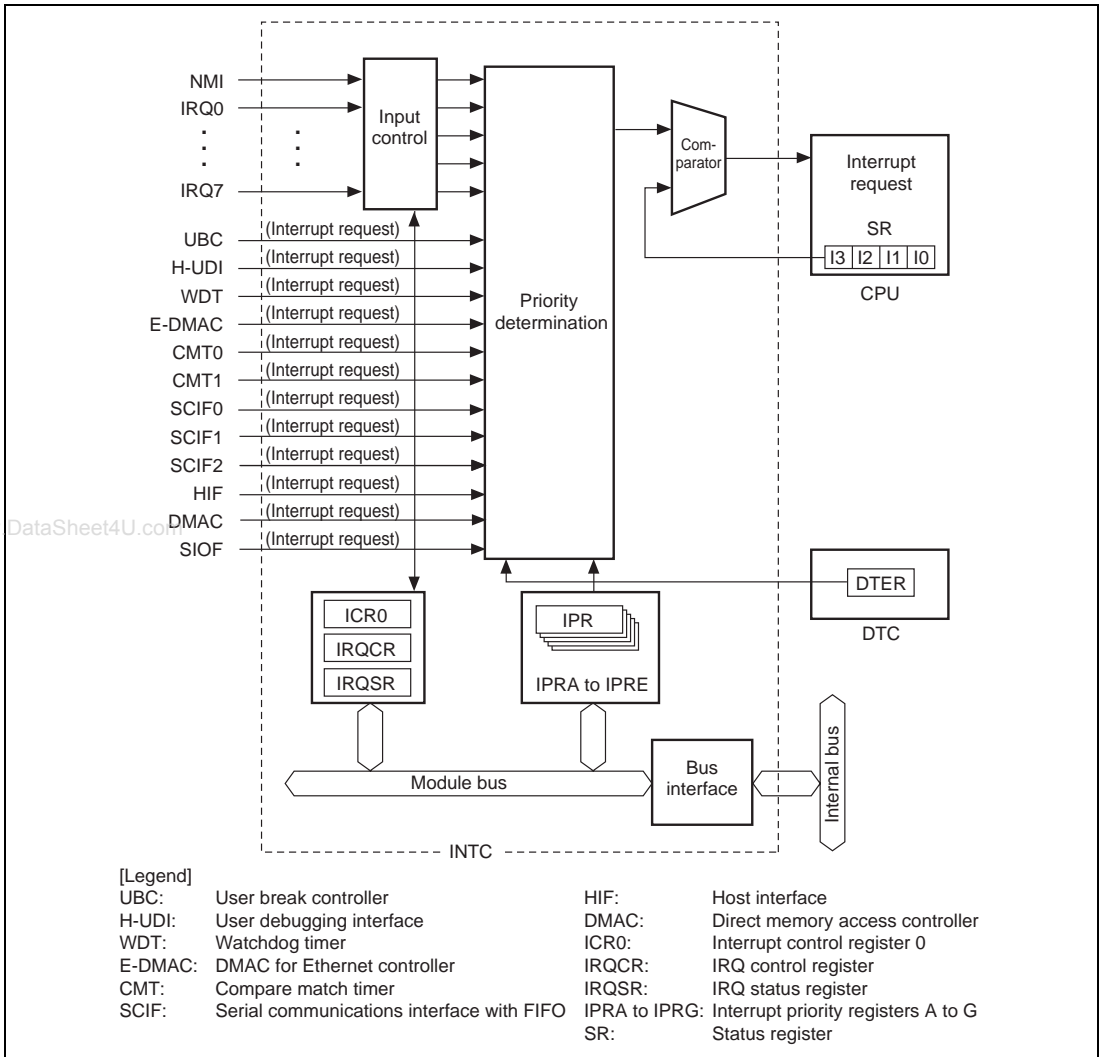 NMI
IRQ0
IRQ7
Input
control
UBC (Interrupt request)
H-UDI (Interrupt request)
WDT (Interrupt request)
E-DMAC (Interrupt request)
CMT0 (Interrupt request)
CMT1 (Interrupt request)
SCIF0 (Interrupt request)
SCIF1 (Interrupt request)
SCIF2 (Interrupt request)
HIF (Interrupt request)
DMAC (Interrupt request)
SIOF (Interrupt request)
DataSheet4U.com
Priority
determination
Com-
parator
Interrupt
request
SR
I3 I2 I1 I0
CPU
DTER
DTC
ICR0
IRQCR
IRQSR
IPR
IPRA to IPRE
Module bus
Bus
interface
Internal bus
INTC
[Legend]
UBC: User break controller
H-UDI: User debugging interface
WDT: Watchdog timer
E-DMAC: DMAC for Ethernet controller
CMT: Compare match timer
SCIF: Serial communications interface with FIFO
HIF: Host interface
DMAC: Direct memory access controller
ICR0: Interrupt control register 0
IRQCR: IRQ control register
IRQSR: IRQ status register
IPRA to IPRG: Interrupt priority registers A to G
SR: Status register